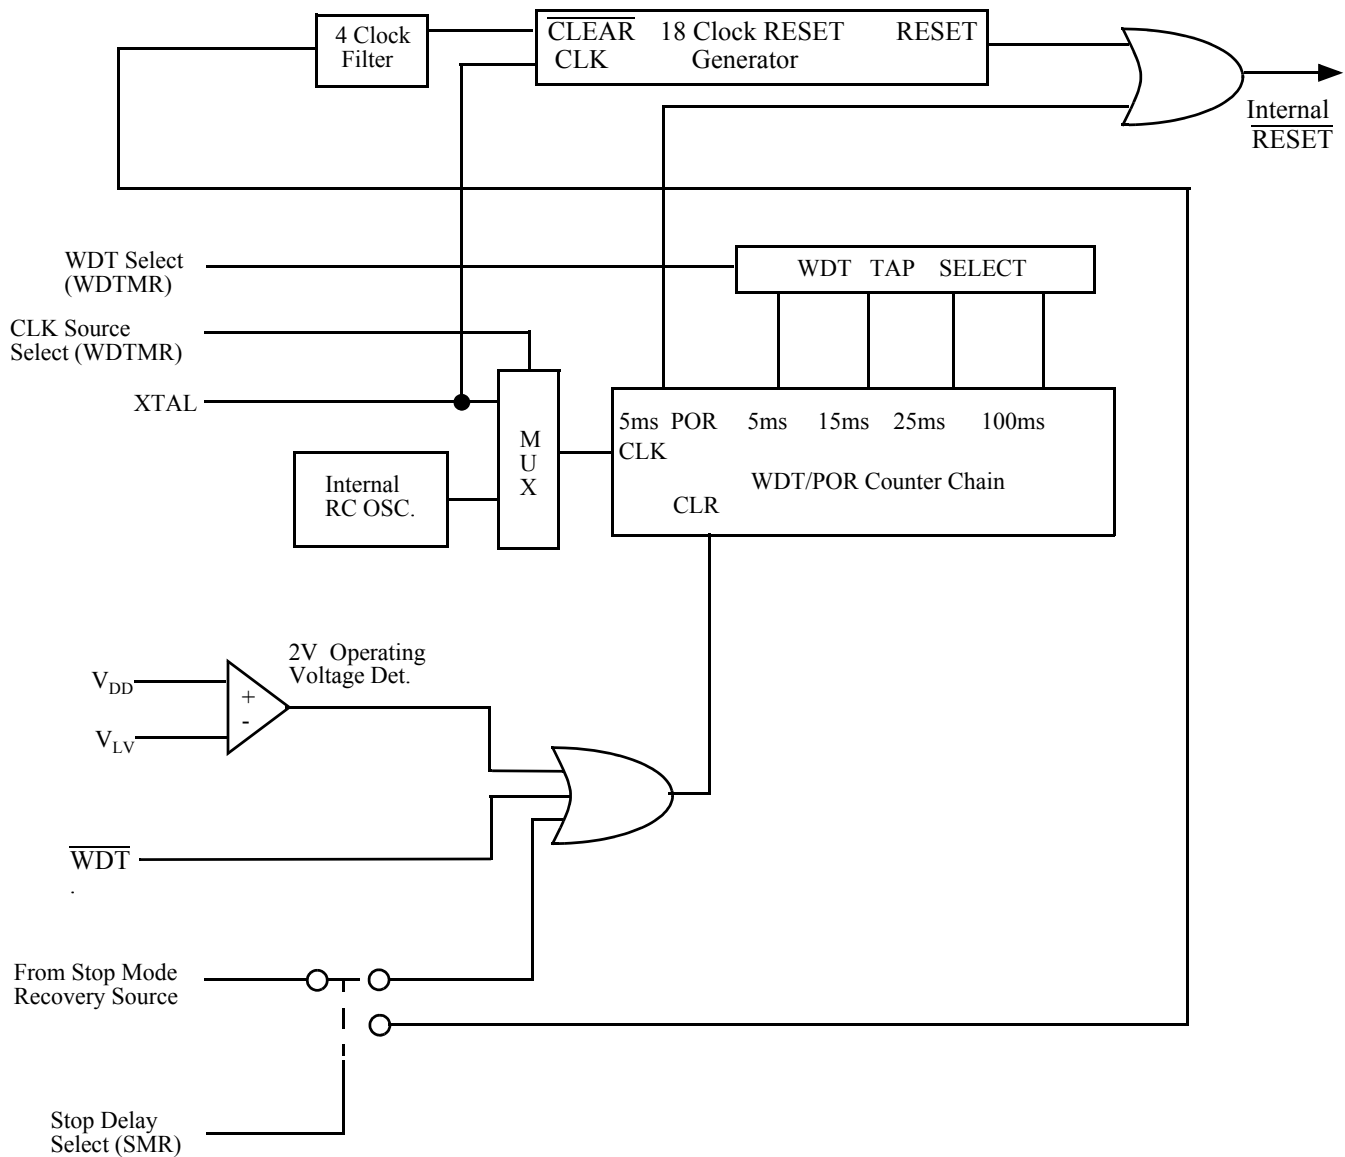 4 Clock
Filter
CLEAR 18 Clock RESET RESET
CLK Generator
Internal
RESET
WDT Select
(WDTMR)
WDT TAP SELECT
CLK Source
Select (WDTMR)
XTAL
M
U
X
5ms POR 5ms 15ms 25ms 100ms
CLK
WDT/POR Counter Chain
CLR
Internal
RC OSC.
2V Operating
Voltage Det.
VDD
+
-
VLV
WDT
.
From Stop Mode
Recovery Source
Stop Delay
Select (SMR)